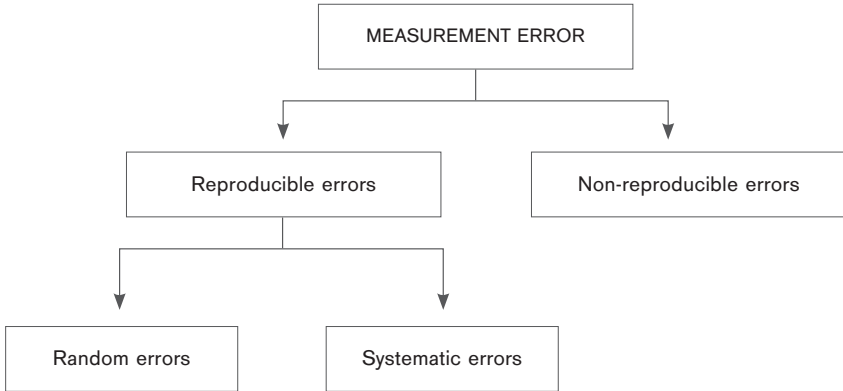 MEASUREMENT ERROR
Reproducible errors
Non-reproducible errors
Random errors
Systematic errors